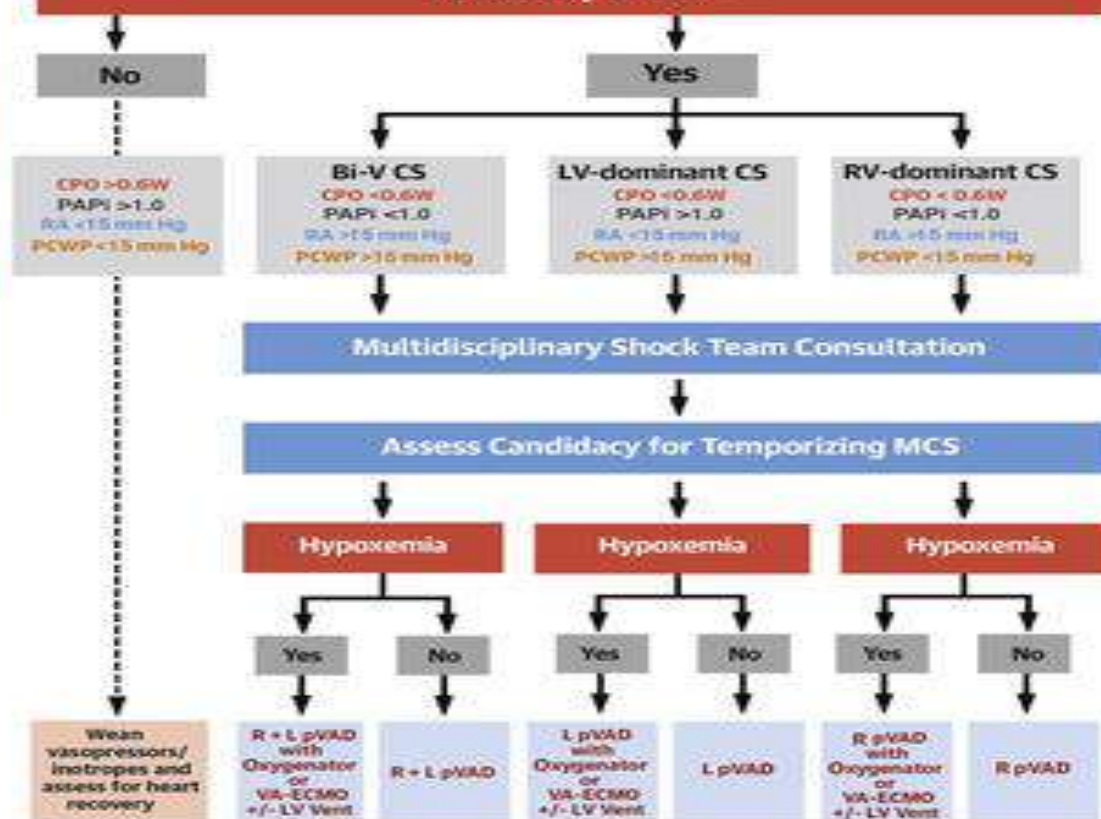 No
Yes
CPO >0.6W
PAPi >1.0
RA <15 mm Hg
PCWP <15 mm Hg
Bi-V CS
CPO <0.6W
PAPi <1.0
RA >15 mm Hg
PCWP >15 mm Hg
LV-dominant CS
CPO <0.6W
PAPi >1.0
RA <15 mm Hg
PCWP >15 mm Hg
RV-dominant CS
CPO < 0.6W
PAPi <1.0
RA >15 mm Hg
PCWP <15 mm Hg
Multidisciplinary Shock Team Consultation
Assess Candidacy for Temporizing MCS
Hypoxemia
Hypoxemia
Hypoxemia
Yes
No
Yes
No
Yes
No
Wean
vasopressors/
inotropes and
assess for heart
recovery
R + L pVAD
with
Oxygenator
or
VA-ECMO
+/- LV Vent
R + L pVAD
L pVAD
with
Oxygenator
or
VA-ECMO
+/- LV Vent
L pVAD
R pVAD
with
Oxygenator
or
VA-ECMO
+/- LV Vent
R pVAD